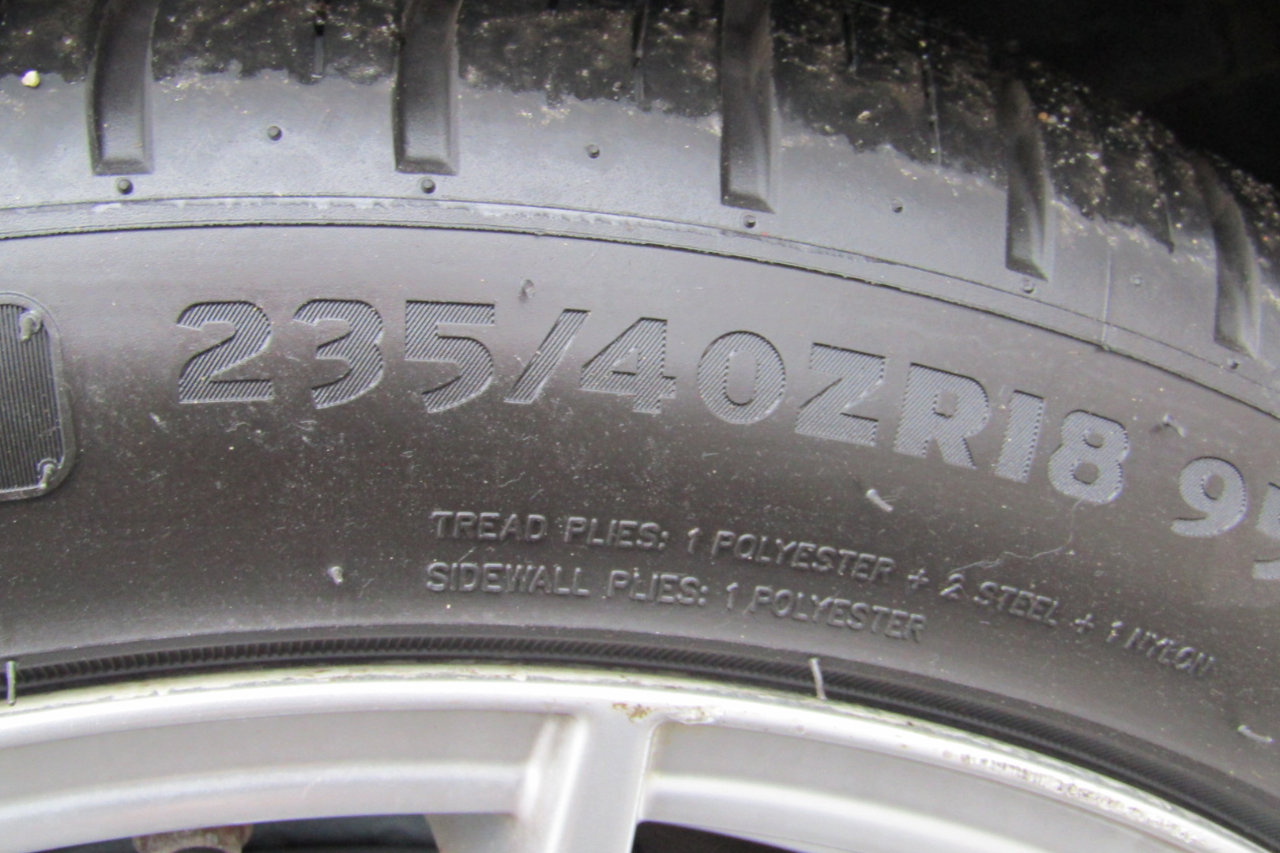 235/40ZR18
TREAD PLIES: 1 POLYESTER + 2 STEEL + 1 NYLON
SIDEWALL PLIES: 1 POLYESTER